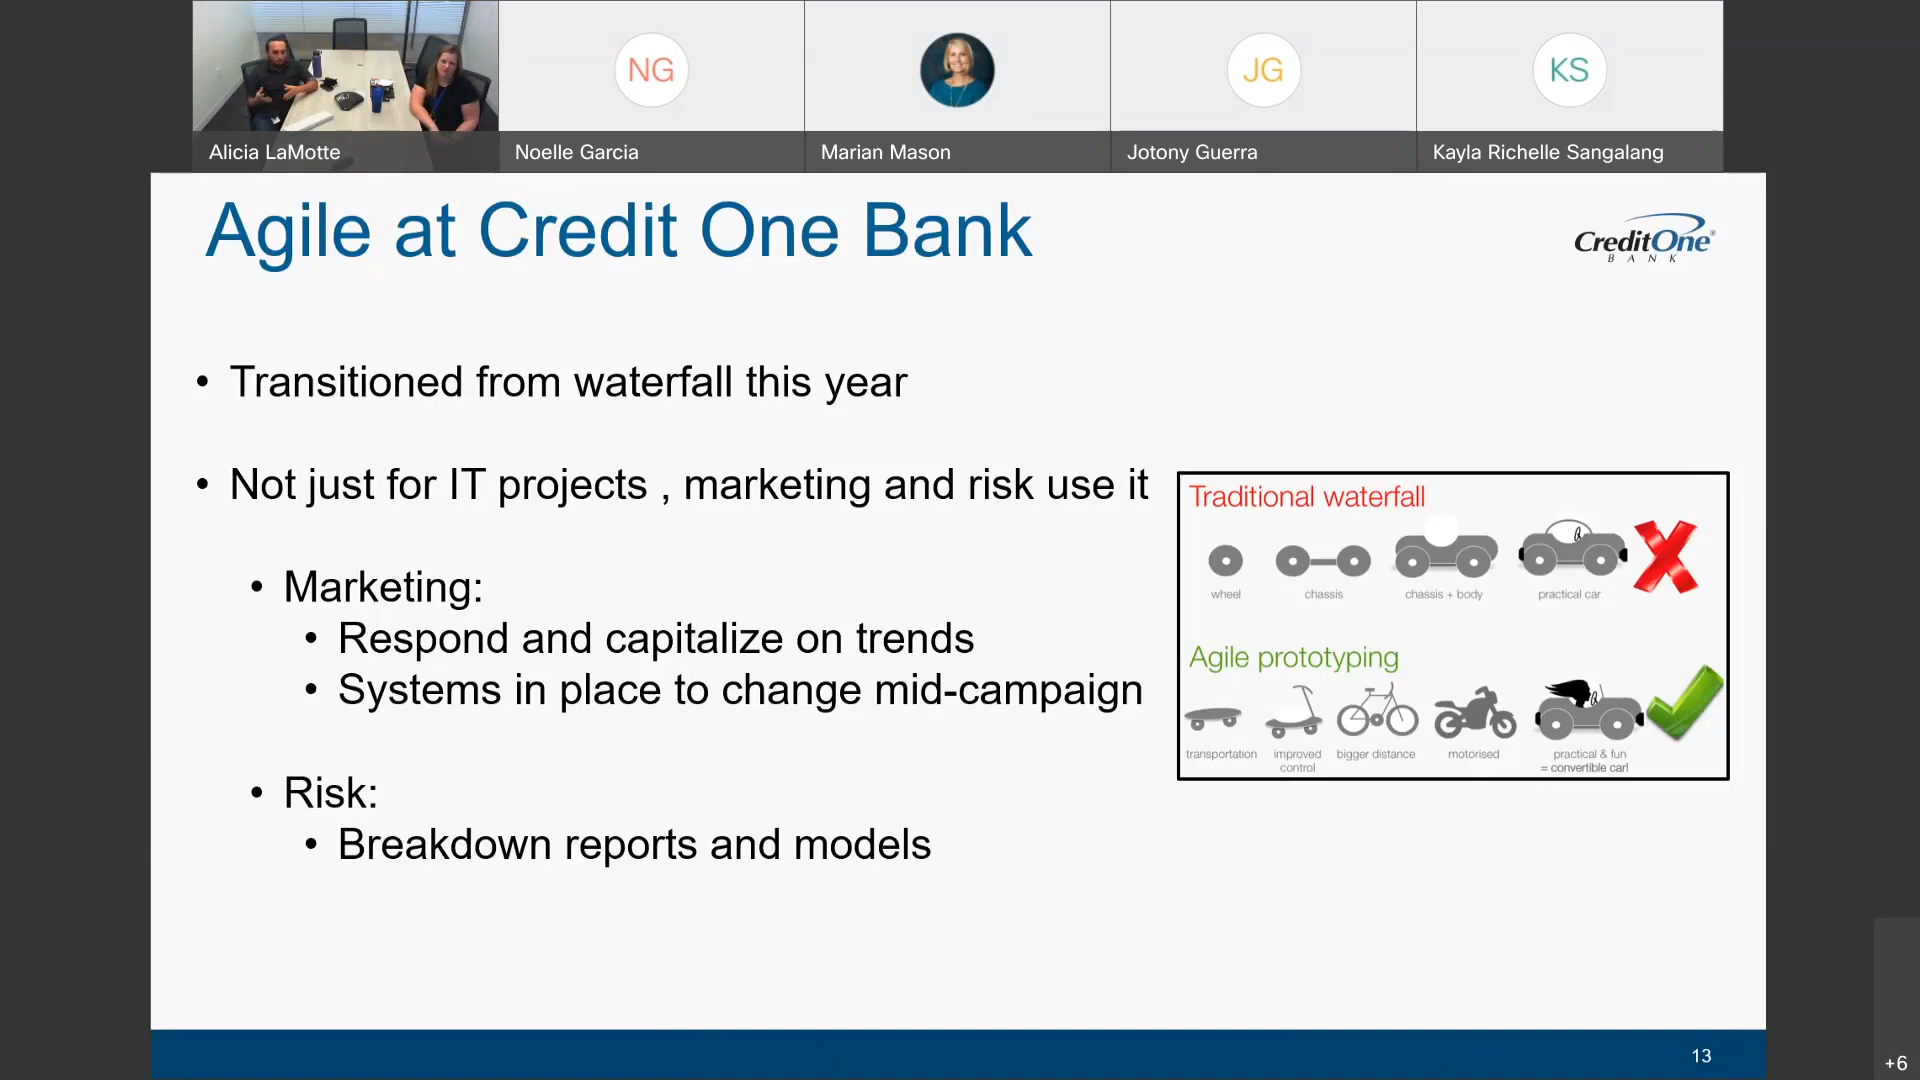 NG
JG
KS
Alicia LaMotte
Noelle Garcia
Marian Mason
Jotony Guerra
Kayla Richelle Sangalang
Agile at Credit One Bank
CreditOne®
BANK
• Transitioned from waterfall this year
• Not just for IT projects , marketing and risk use it
• Marketing:
• Respond and capitalize on trends
• Systems in place to change mid-campaign
• Risk:
• Breakdown reports and models
Traditional waterfall
wheel
chassis
chassis + body
practical car
Agile prototyping
transportation
improved
control
bigger distance
motorised
practical & fun
= convertible car!
13
+6